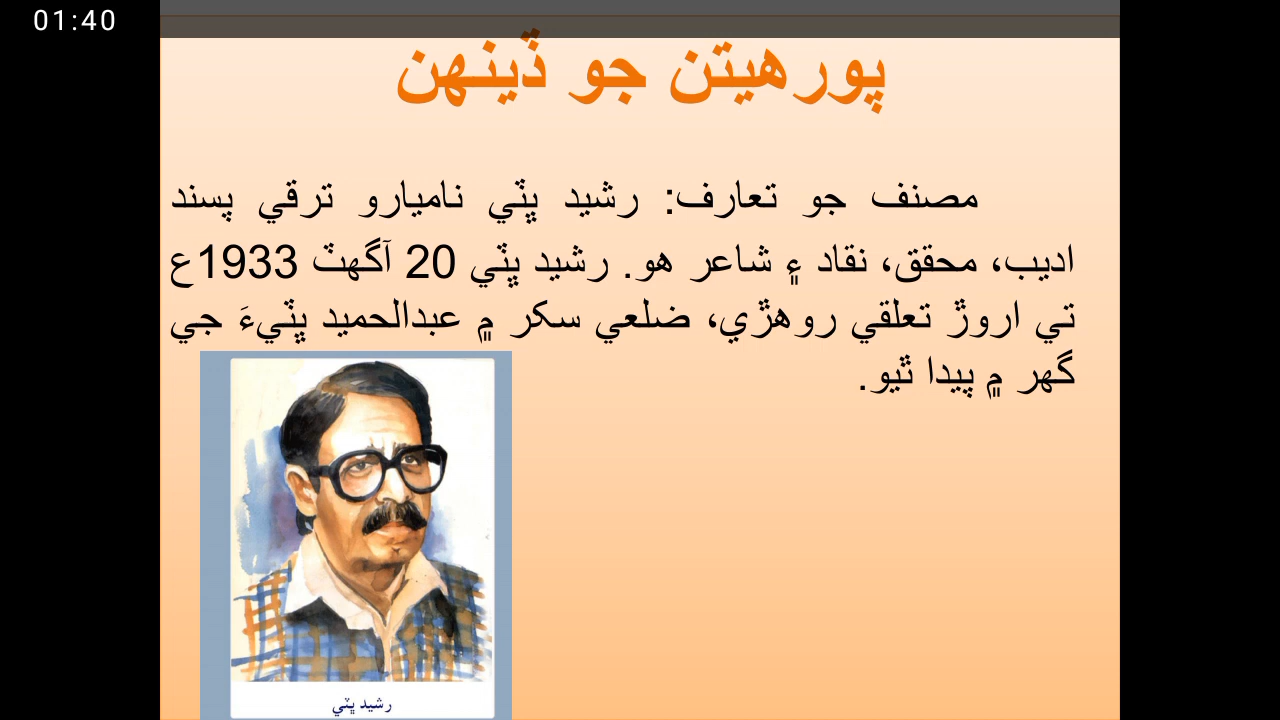 01:40
پورهيتن جو ڏينهن
مصنف جو تعارف: رشيد ڀٽي ناميارو ترقي پسند
اديب، محقق، نقاد ۽ شاعر هو. رشيد ڀٽي 20 آگهٽ 1933ع
تي اروڙ تعلقي روهڙي، ضلعي سکر ۾ عبدالحميد ڀٽيءَ جي
گهر ۾ پيدا ٿيو.
رشيد ڀٽي